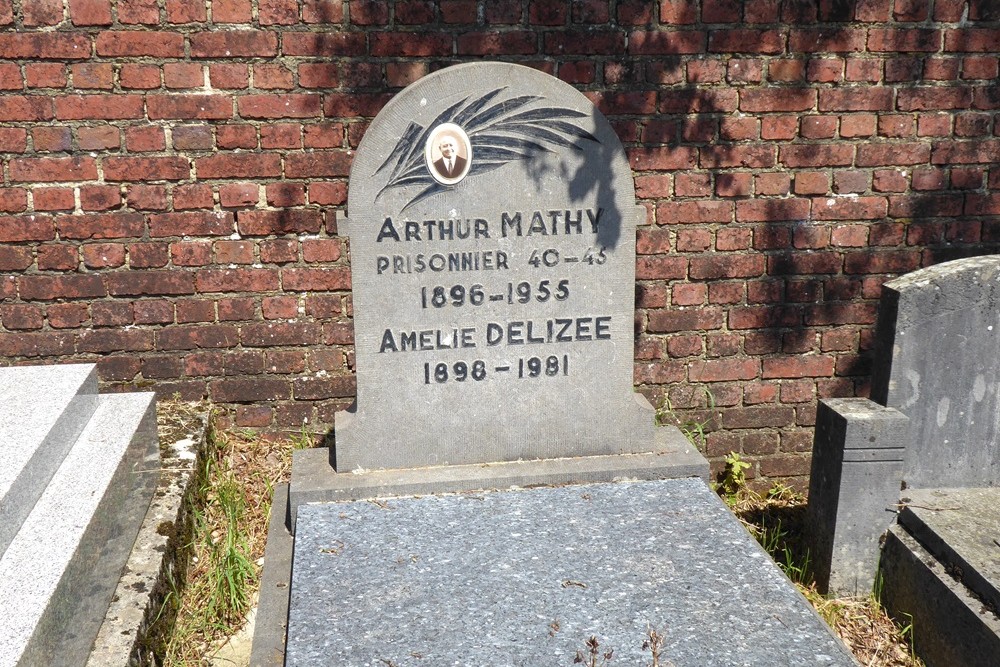 ARTHUR MATHY
PRISONNIER 40-45
1896-1955
AMELIE DELIZEE
1898-1981